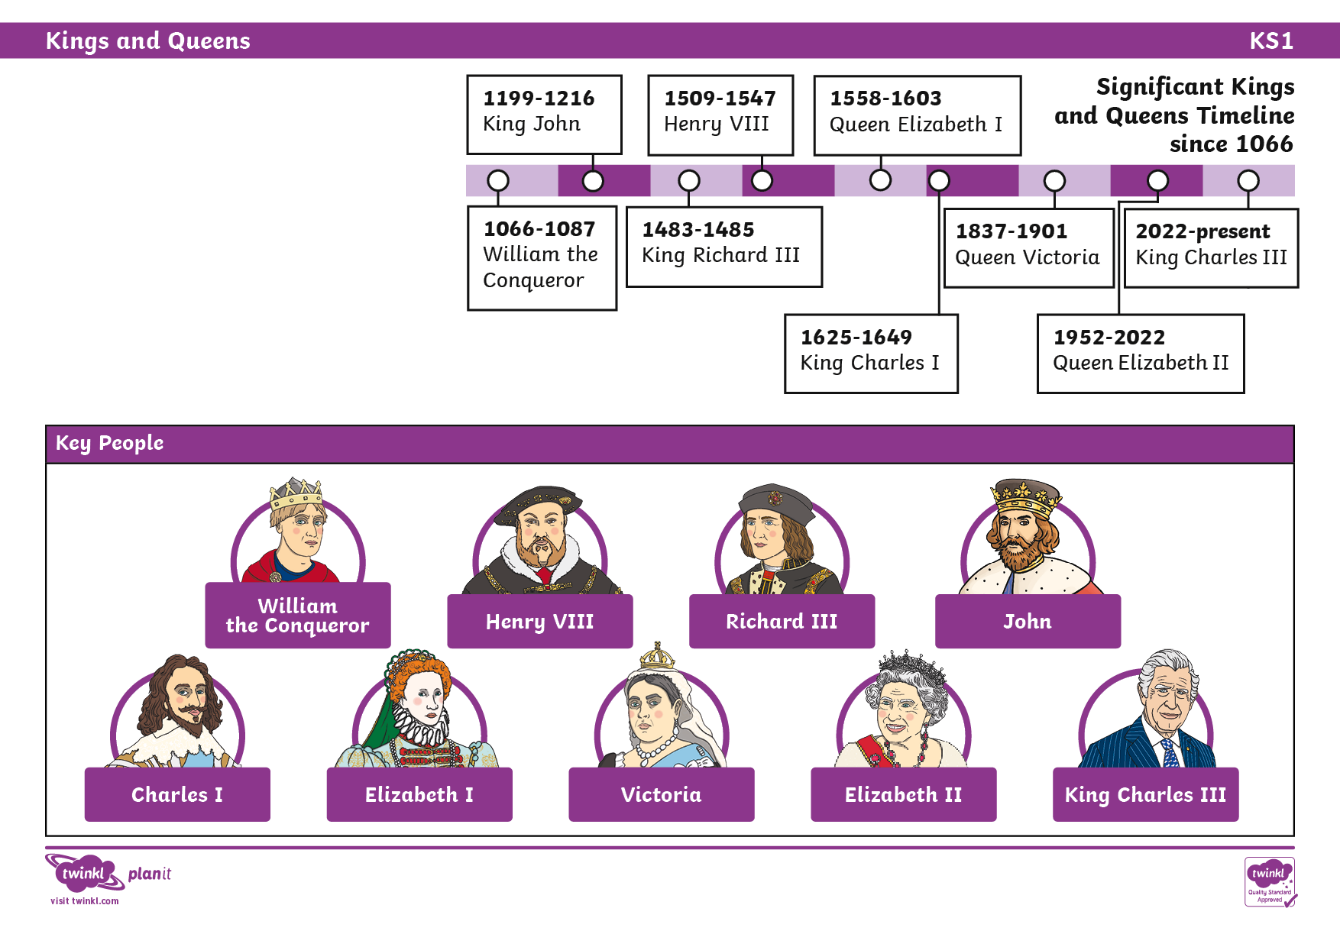 Kings and Queens
KS1
Significant Kings
and Queens Timeline
since 1066
1199-1216
King John
1509-1547
Henry VIII
1558-1603
Queen Elizabeth I
1066-1087
William the
Conqueror
1483-1485
King Richard III
1837-1901
Queen Victoria
2022-present
King Charles III
1625-1649
King Charles I
1952-2022
Queen Elizabeth II
Key People
William
the Conqueror
Henry VIII
Richard III
John
Charles I
Elizabeth I
Victoria
Elizabeth II
King Charles III
twinkl
planit
visit twinkl.com
twinkl
Quality Standard
Approved